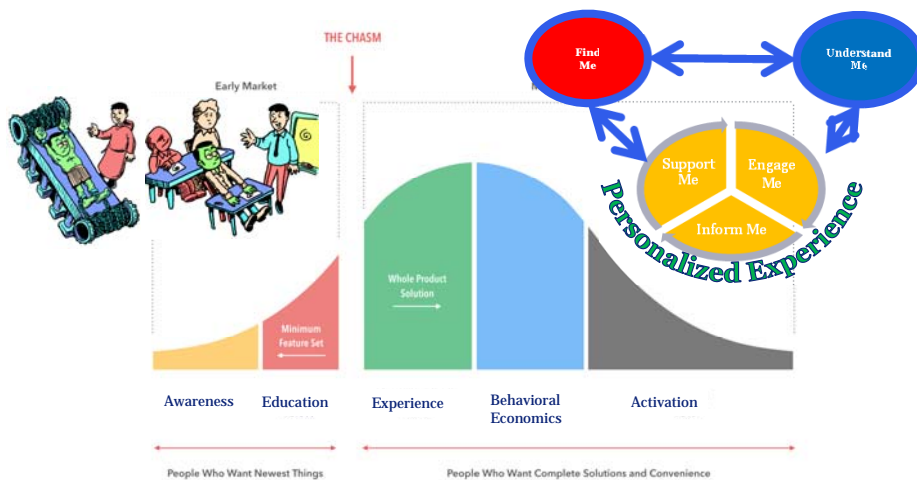 THE CHASM
Early Market
Find
Me
Understand
Me
Support
Me
Engage
Me
Inform Me
Personalized Experience
Whole Product
Solution
Minimum
Feature Set
Awareness
Education
Experience
Behavioral
Economics
Activation
People Who Want Newest Things
People Who Want Complete Solutions and Convenience